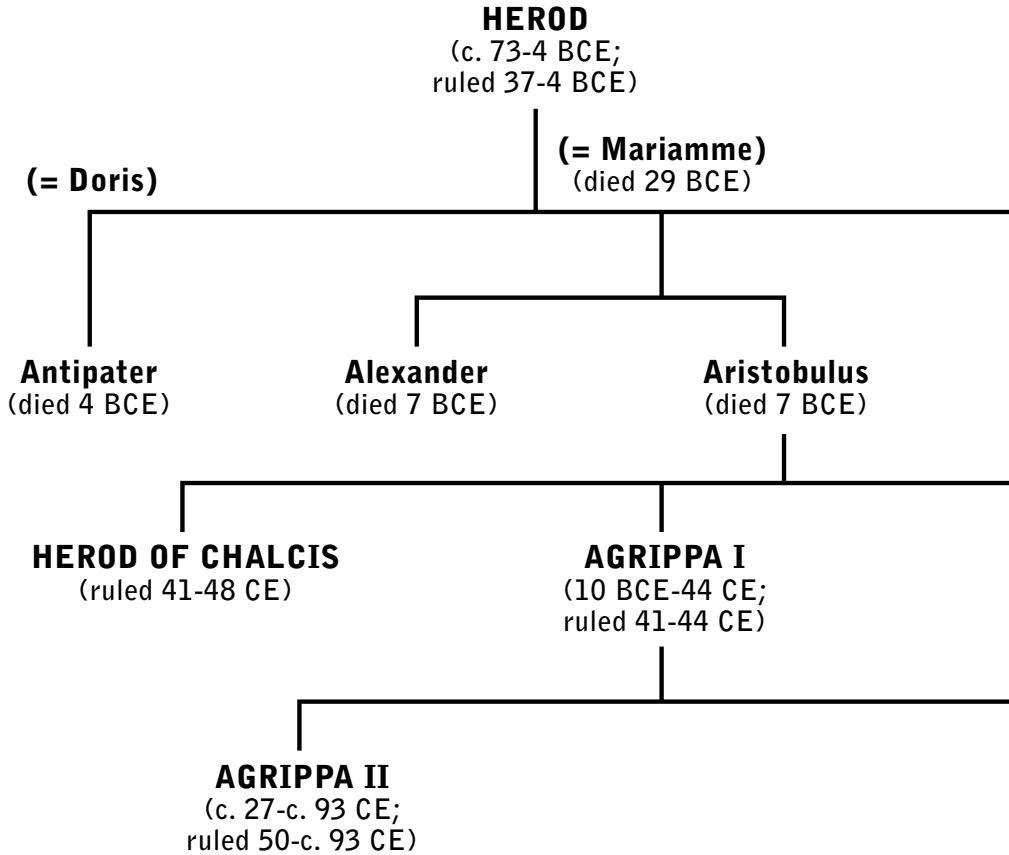 HEROD
(c. 73-4 BCE;
ruled 37-4 BCE)
(= Doris)
(= Mariamme)
(died 29 BCE)
Antipater
(died 4 BCE)
Alexander
(died 7 BCE)
Aristobulus
(died 7 BCE)
HEROD OF CHALCIS
(ruled 41-48 CE)
AGRIPPA I
(10 BCE-44 CE;
ruled 41-44 CE)
AGRIPPA II
(c. 27-c. 93 CE;
ruled 50-c. 93 CE)